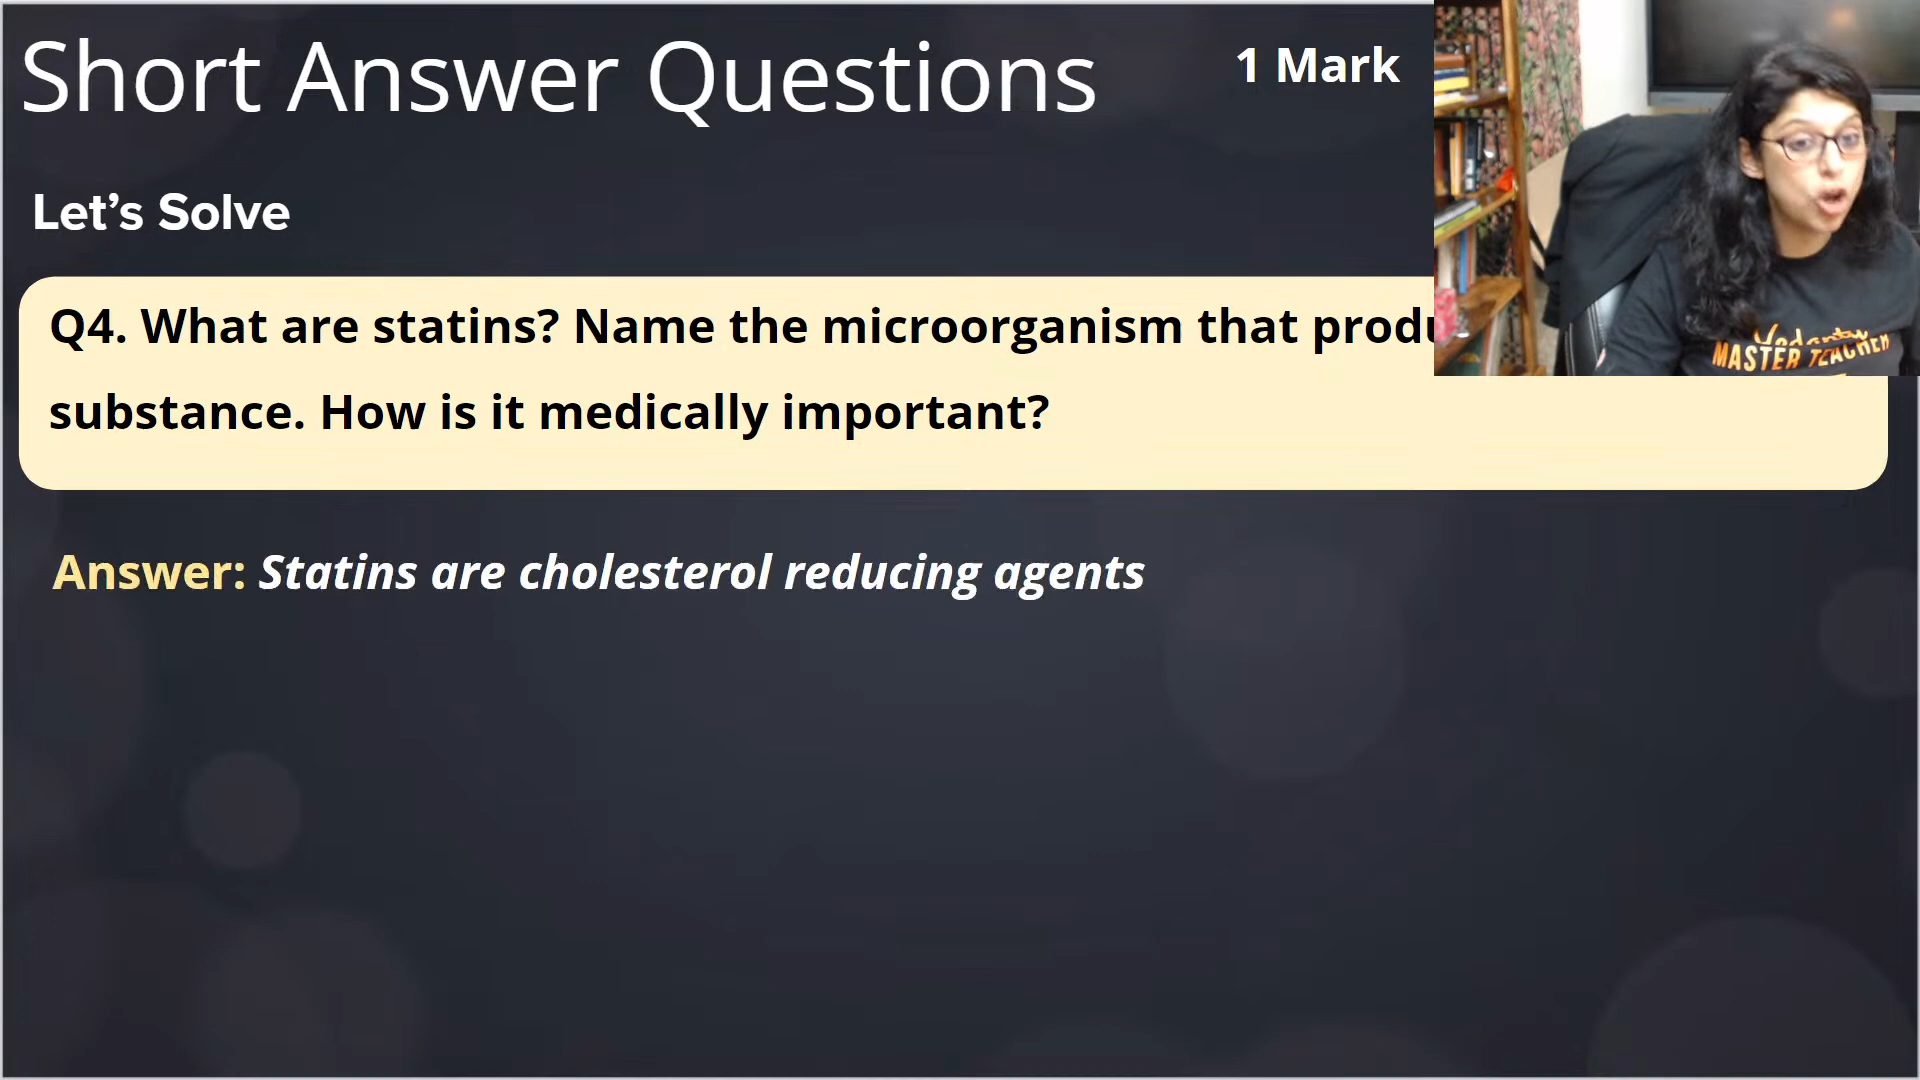 Short Answer Questions
1 Mark
Let’s Solve
Q4. What are statins? Name the microorganism that
substance. How is it medically important?
Answer: Statins are cholesterol reducing agents
MASTER TEACHER